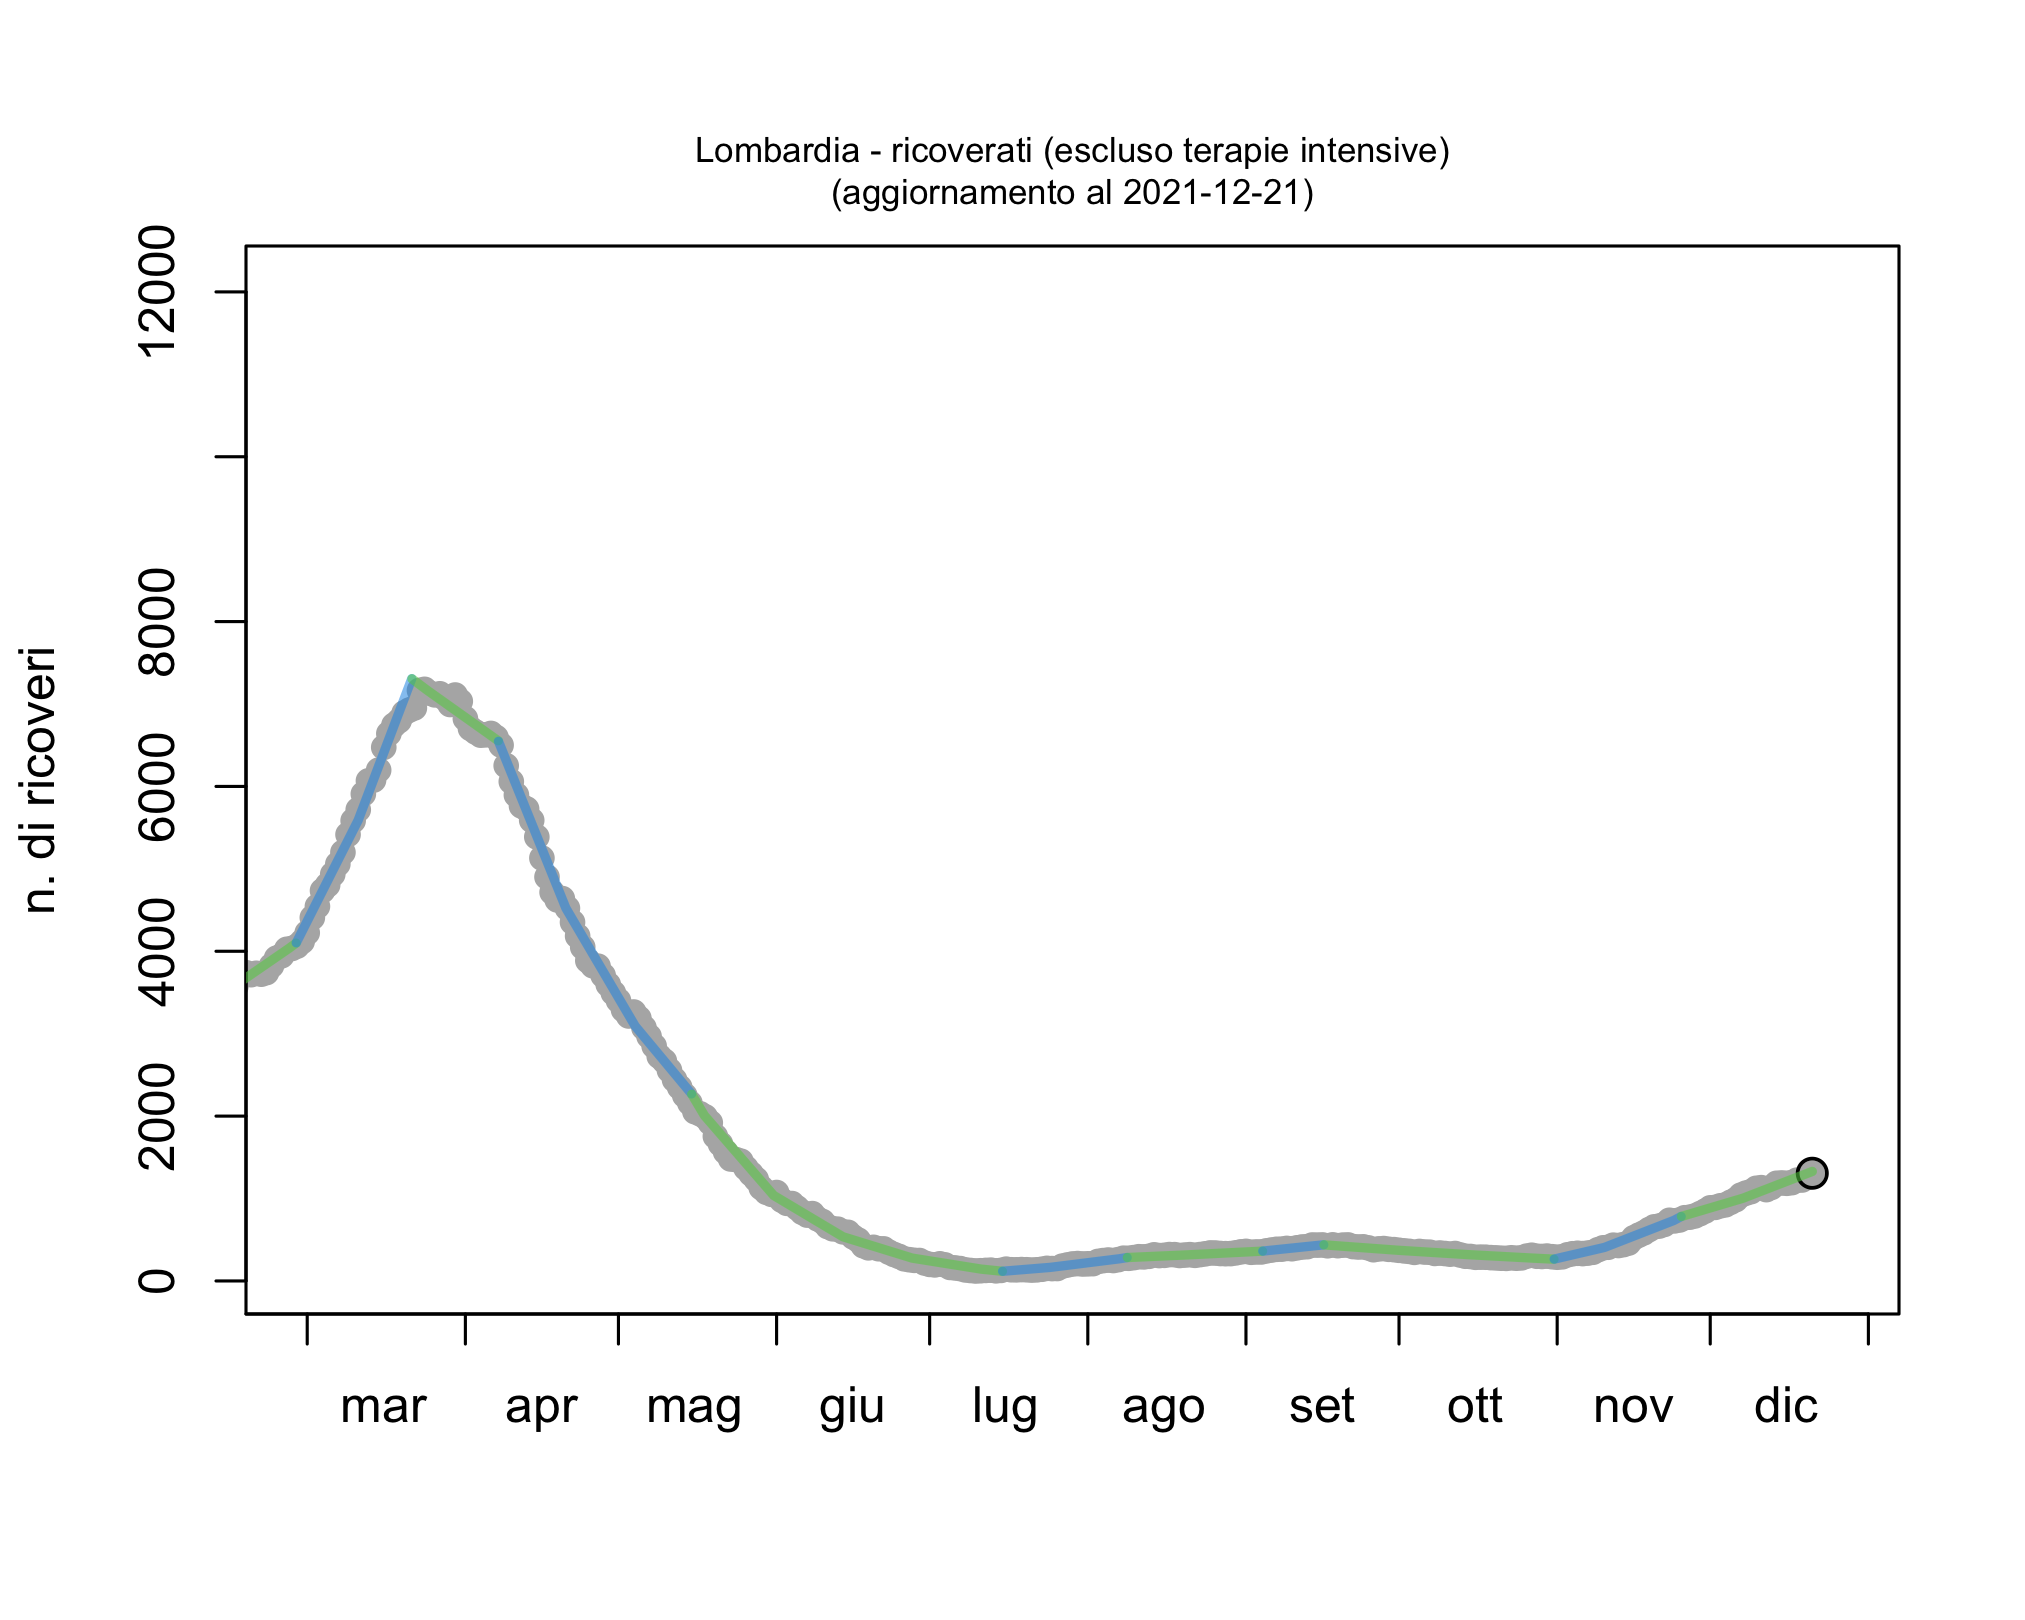 Lombardia - ricoverati (escluso terapie intensive)
(aggiornamento al 2021-12-21)
n. di ricoveri
12000
8000
6000
4000
2000
0
mar apr mag giu lug ago set ott nov dic